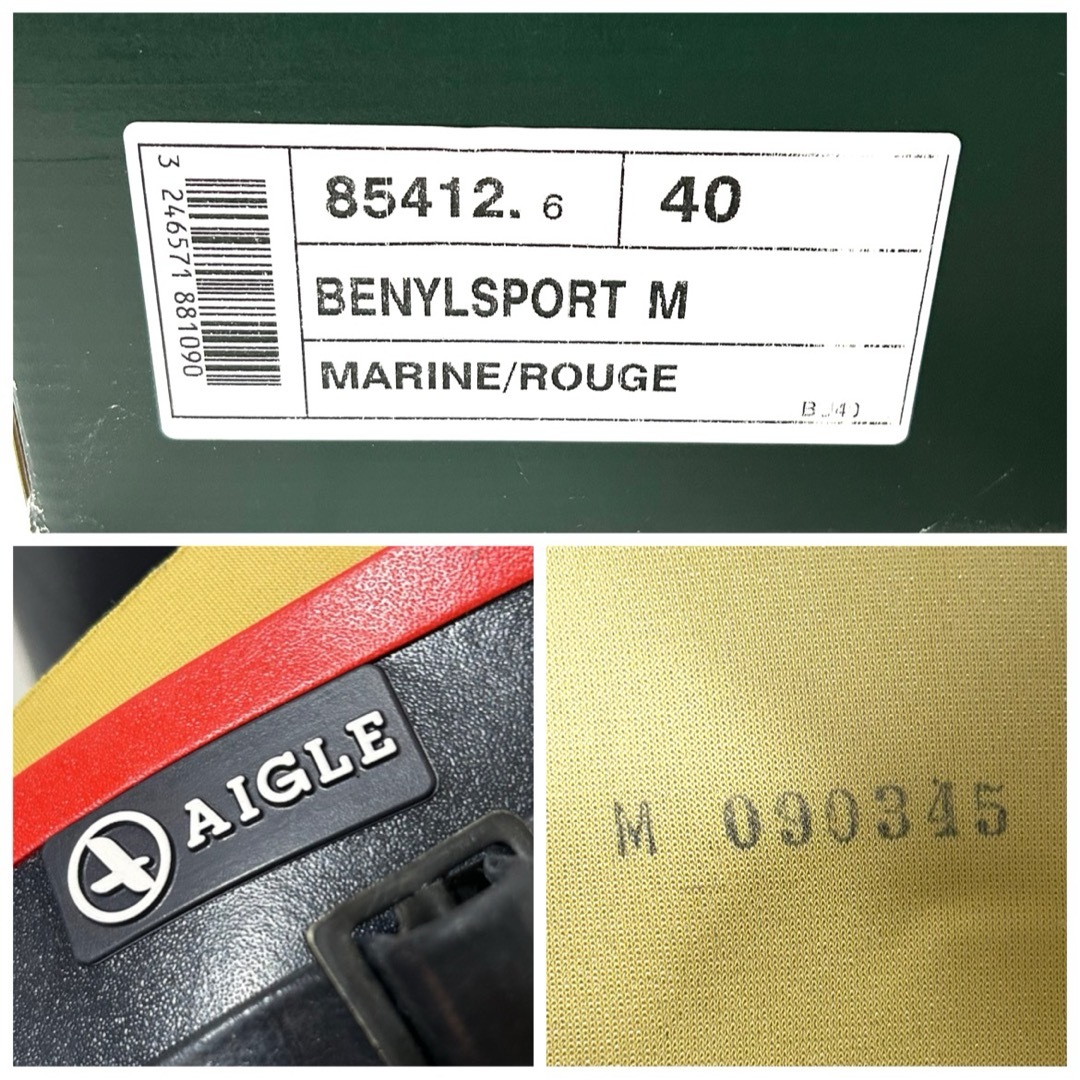 3 246571 881090
85412. 6
40
BENYLSPORT M
MARINE/ROUGE
AIGLE
M 090345